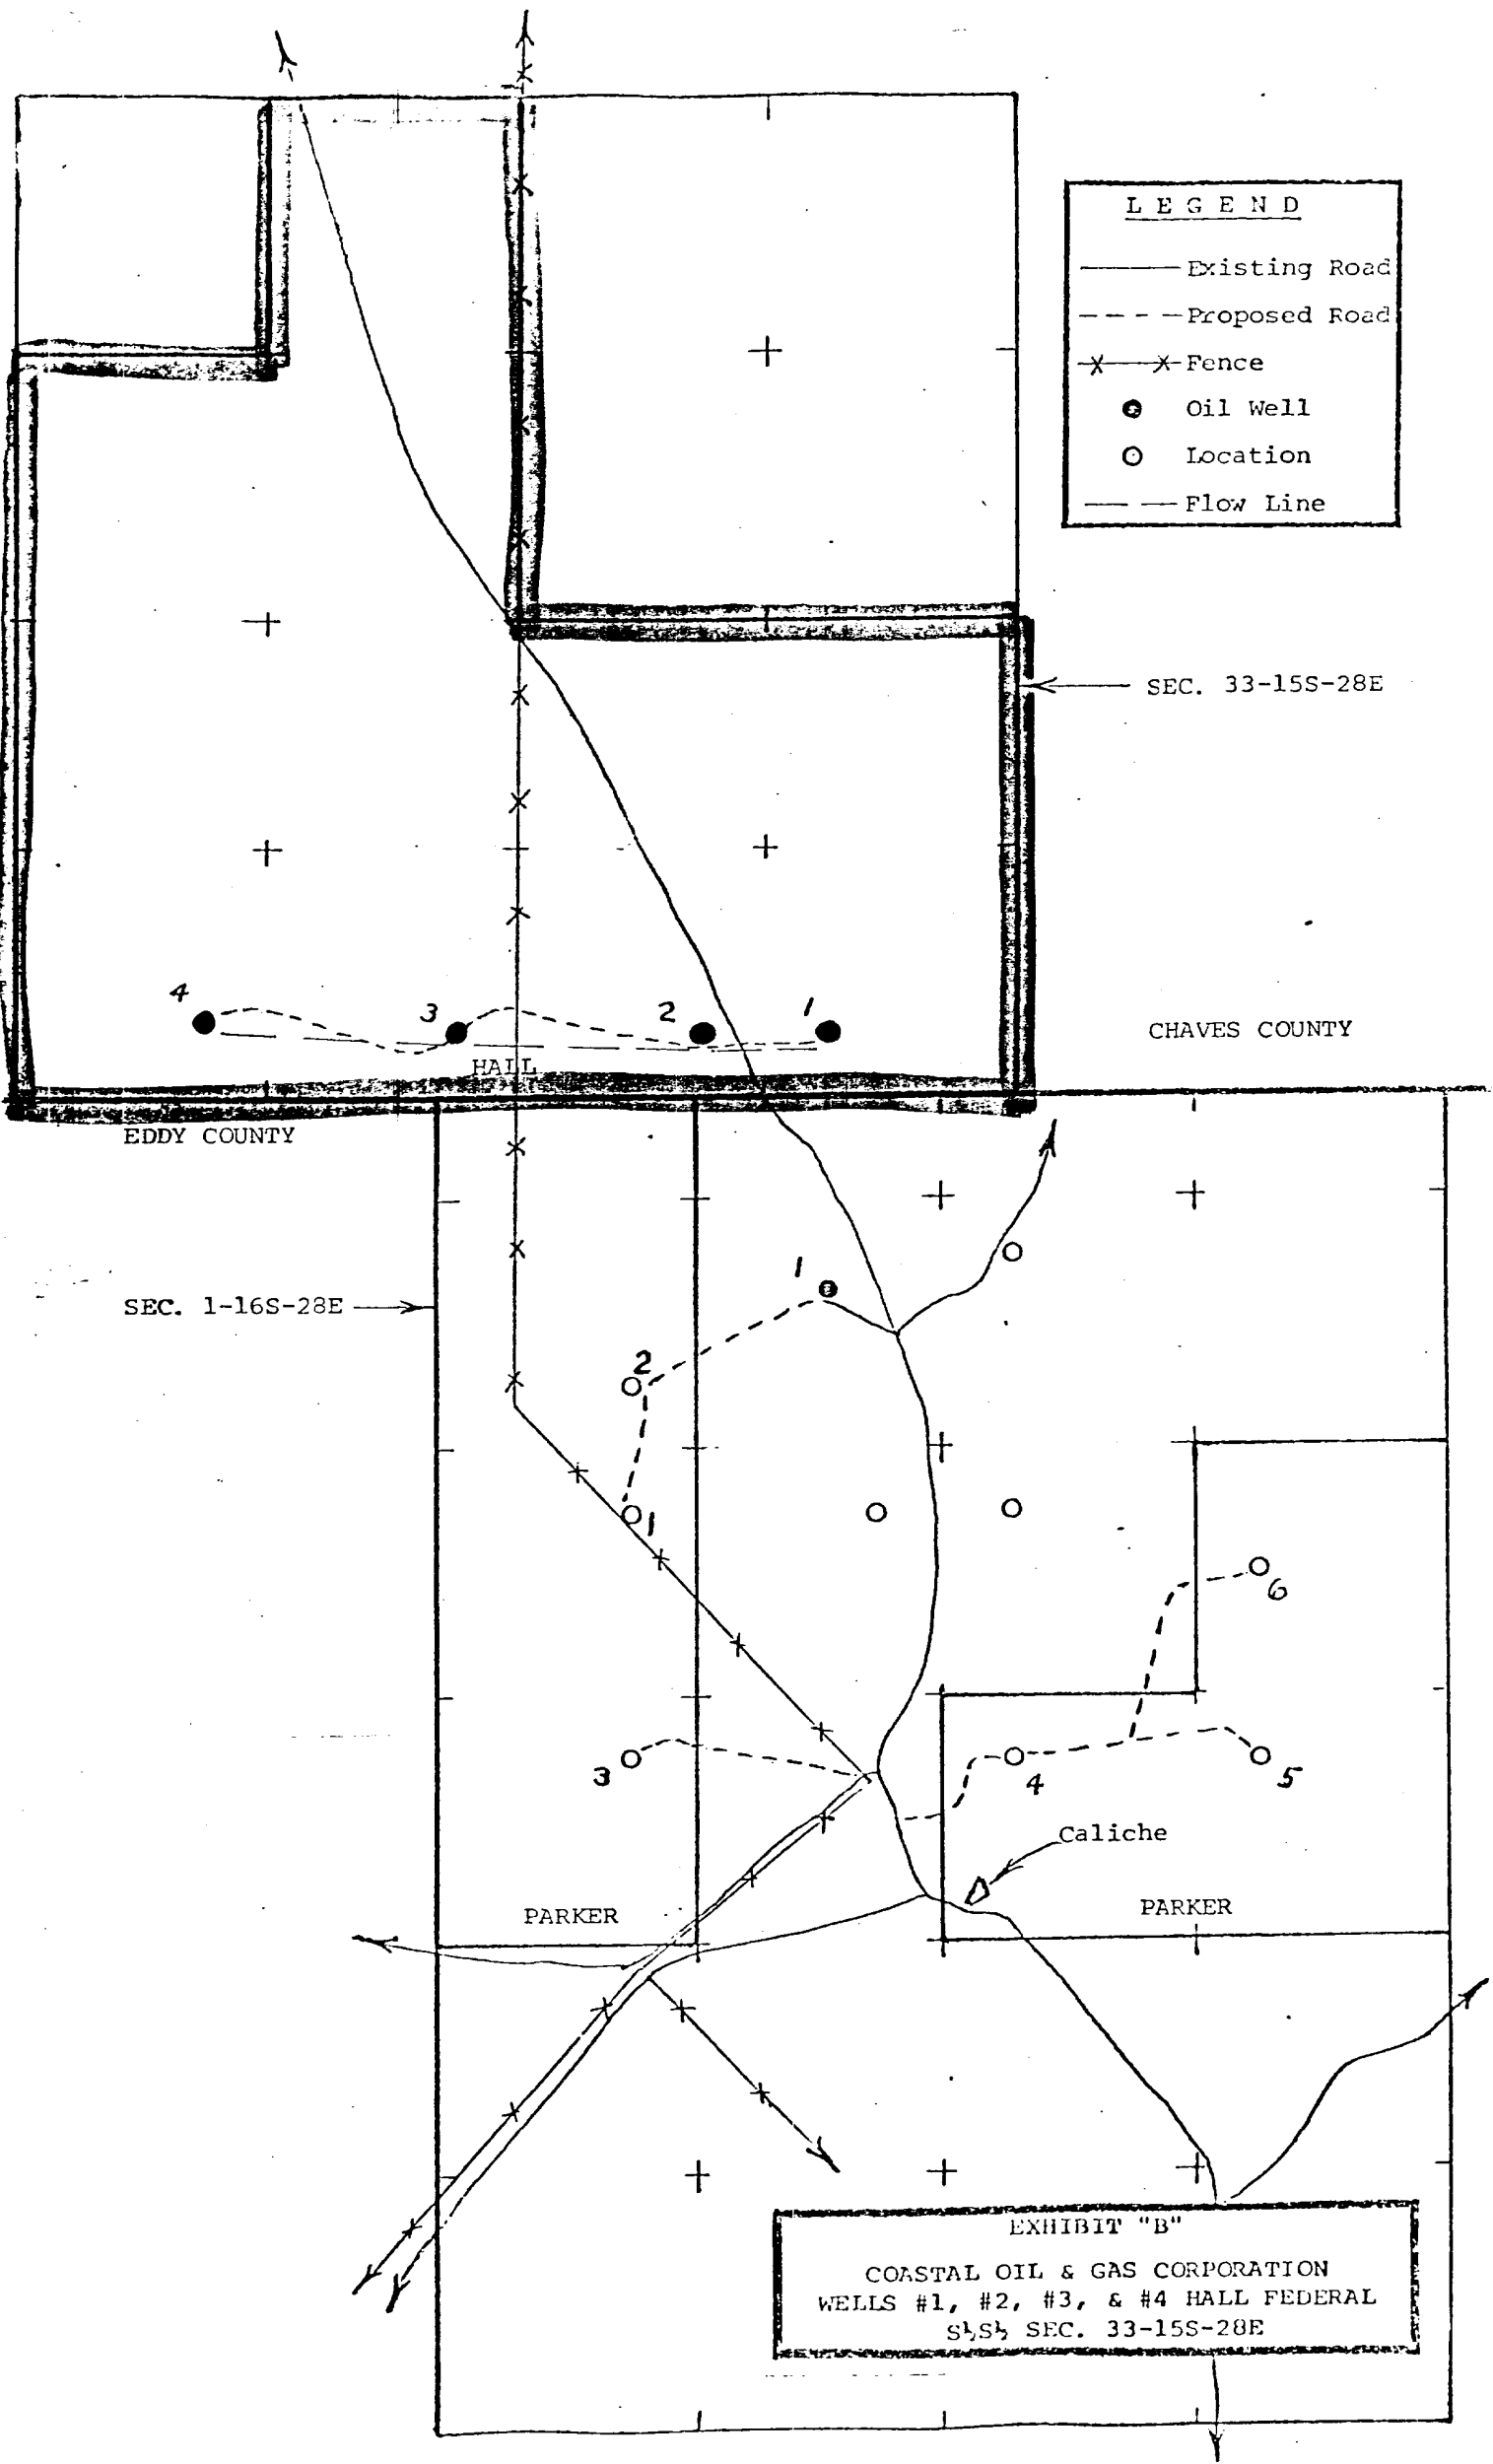 L E G E N D
Existing Road
Proposed Road
Fence
Oil Well
Location
Flow Line
SEC. 33-15S-28E
4
3
2
1
CHAVES COUNTY
HALL
EDDY COUNTY
1
SEC. 1-16S-28E
2
1
6
3
4
5
Caliche
PARKER
PARKER
EXHIBIT "B"
COASTAL OIL & GAS CORPORATION
WELLS #1, #2, #3, & #4 HALL FEDERAL
S½S½ SEC. 33-15S-28E